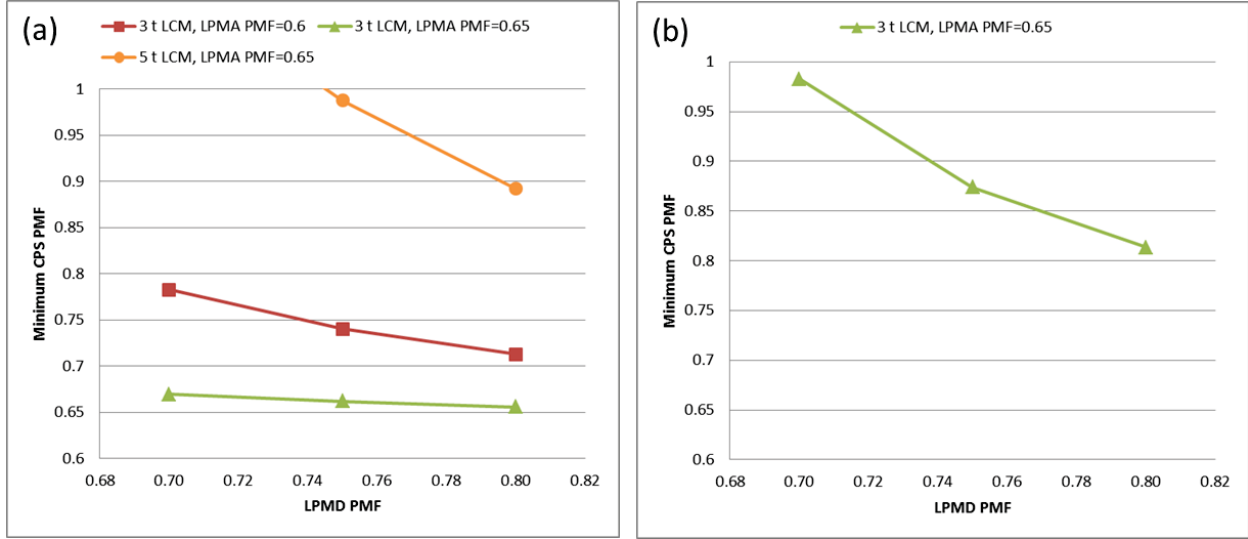 (a)
3 t LCM, LPMA PMF=0.6
3 t LCM, LPMA PMF=0.65
5 t LCM, LPMA PMF=0.65
1
0.95
0.9
0.85
0.8
0.75
0.7
0.65
0.6
Minimum CPS PMF
0.68 0.70 0.72 0.74 0.76 0.78 0.80 0.82
LPMD PMF
(b)
3 t LCM, LPMA PMF=0.65
1
0.95
0.9
0.85
0.8
0.75
0.7
0.65
0.6
Minimum CPS PMF
0.68 0.70 0.72 0.74 0.76 0.78 0.80 0.82
LPMD PMF